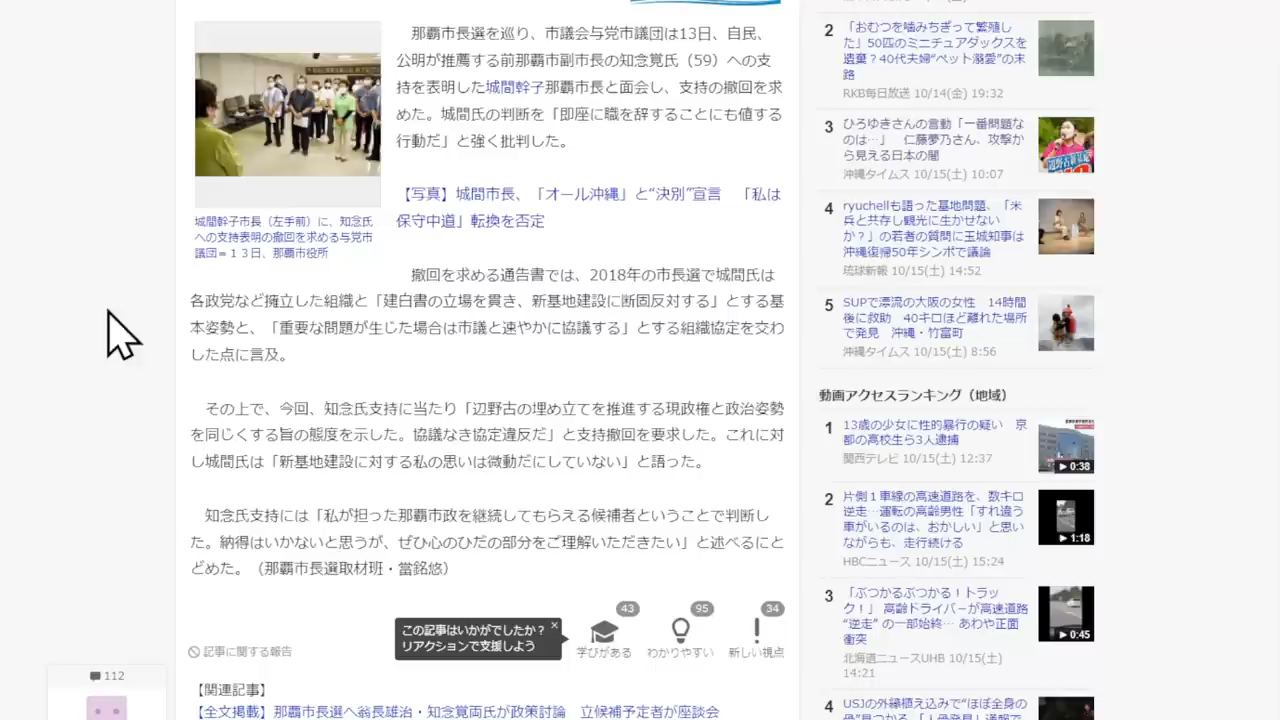 那覇市長選を巡り、市議会与党市議団は13日、自民、
公明が推薦する前那覇市副市長の知念覚氏（59）への支
持を表明した城間幹子那覇市長と面会し、支持の撤回を求
めた。城間氏の判断を「即座に職を辞することにも値する
行動だ」と強く批判した。
【写真】城間市長、「オール沖縄」と“決別”宣言　「私は
保守中道」転換を否定
城間幹子市長（左手前）に、知念氏
への支持表明の撤回を求める与党市
議団＝１３日、那覇市役所
撤回を求める通告書では、2018年の市長選で城間氏は
各政党など擁立した組織と「建白書の立場を貫き、新基地建設に断固反対する」とする基
本姿勢と、「重要な問題が生じた場合は市議と速やかに協議する」とする組織協定を交わ
した点に言及。
その上で、今回、知念氏支持に当たり「辺野古の埋め立てを推進する現政権と政治姿勢
を同じくする旨の態度を示した。協議なき協定違反だ」と支持撤回を要求した。これに対
し城間氏は「新基地建設に対する私の思いは微動だにしていない」と語った。
知念氏支持には「私が担った那覇市政を継続してもらえる候補者ということで判断し
た。納得はいかないと思うが、ぜひ心のひだの部分をご理解いただきたい」と述べるにと
どめた。（那覇市長選取材班・當銘悠）
この記事はいかがでしたか？ ×
リアクションで支援しよう
43
学びがある
95
わかりやすい
34
新しい視点
記事に関する報告
112
【関連記事】
【全文掲載】那覇市長選へ翁長雄治・知念覚両氏が政策討論　立候補予定者が座談会
2
「おむつを噛みちぎって繁殖し
た」50匹のミニチュアダックスを
遺棄？40代夫婦“ペット溺愛”の末
路
RKB毎日放送 10/14(金) 19:32
3
ひろゆきさんの言動「一番問題な
のは…」　仁藤夢乃さん、攻撃か
ら見える日本の闇
沖縄タイムス 10/15(土) 10:07
4
ryuchellも語った基地問題、「米
兵と共存し観光に生かせない
か？」の若者の質問に玉城知事は
沖縄復帰50年シンポで議論
琉球新報 10/15(土) 14:52
5
SUPで漂流の大阪の女性　14時間
後に救助　40キロほど離れた場所
で発見　沖縄・竹富町
沖縄タイムス 10/15(土) 8:56
動画アクセスランキング（地域）
1
13歳の少女に性的暴行の疑い　京
都の高校生ら3人逮捕
関西テレビ 10/15(土) 12:37
0:38
2
片側１車線の高速道路を、数キロ
逆走…運転の高齢男性「すれ違う
車がいるのは、おかしい」と思い
ながらも、走行続ける
HBCニュース 10/15(土) 15:24
1:18
3
「ぶつかるぶつかる！トラッ
ク！」 高齢ドライバーが高速道路
“逆走” の一部始終… あわや正面
衝突
北海道ニュースUHB 10/15(土)
14:21
0:45
4
USJの外縁植え込みで“ほぼ全身の